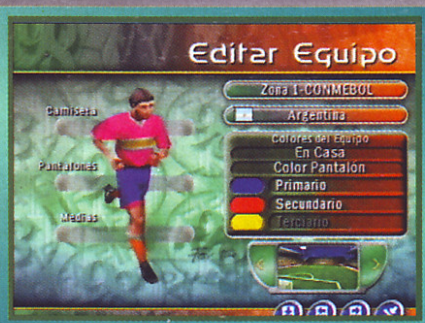 Editar Equipo
Zona 1-CONMEBOL
Argentina
Camiseta
Pantalones
Medias
Colores del Equipo
En Casa
Color Pantalón
Primario
Secundario
Terciario